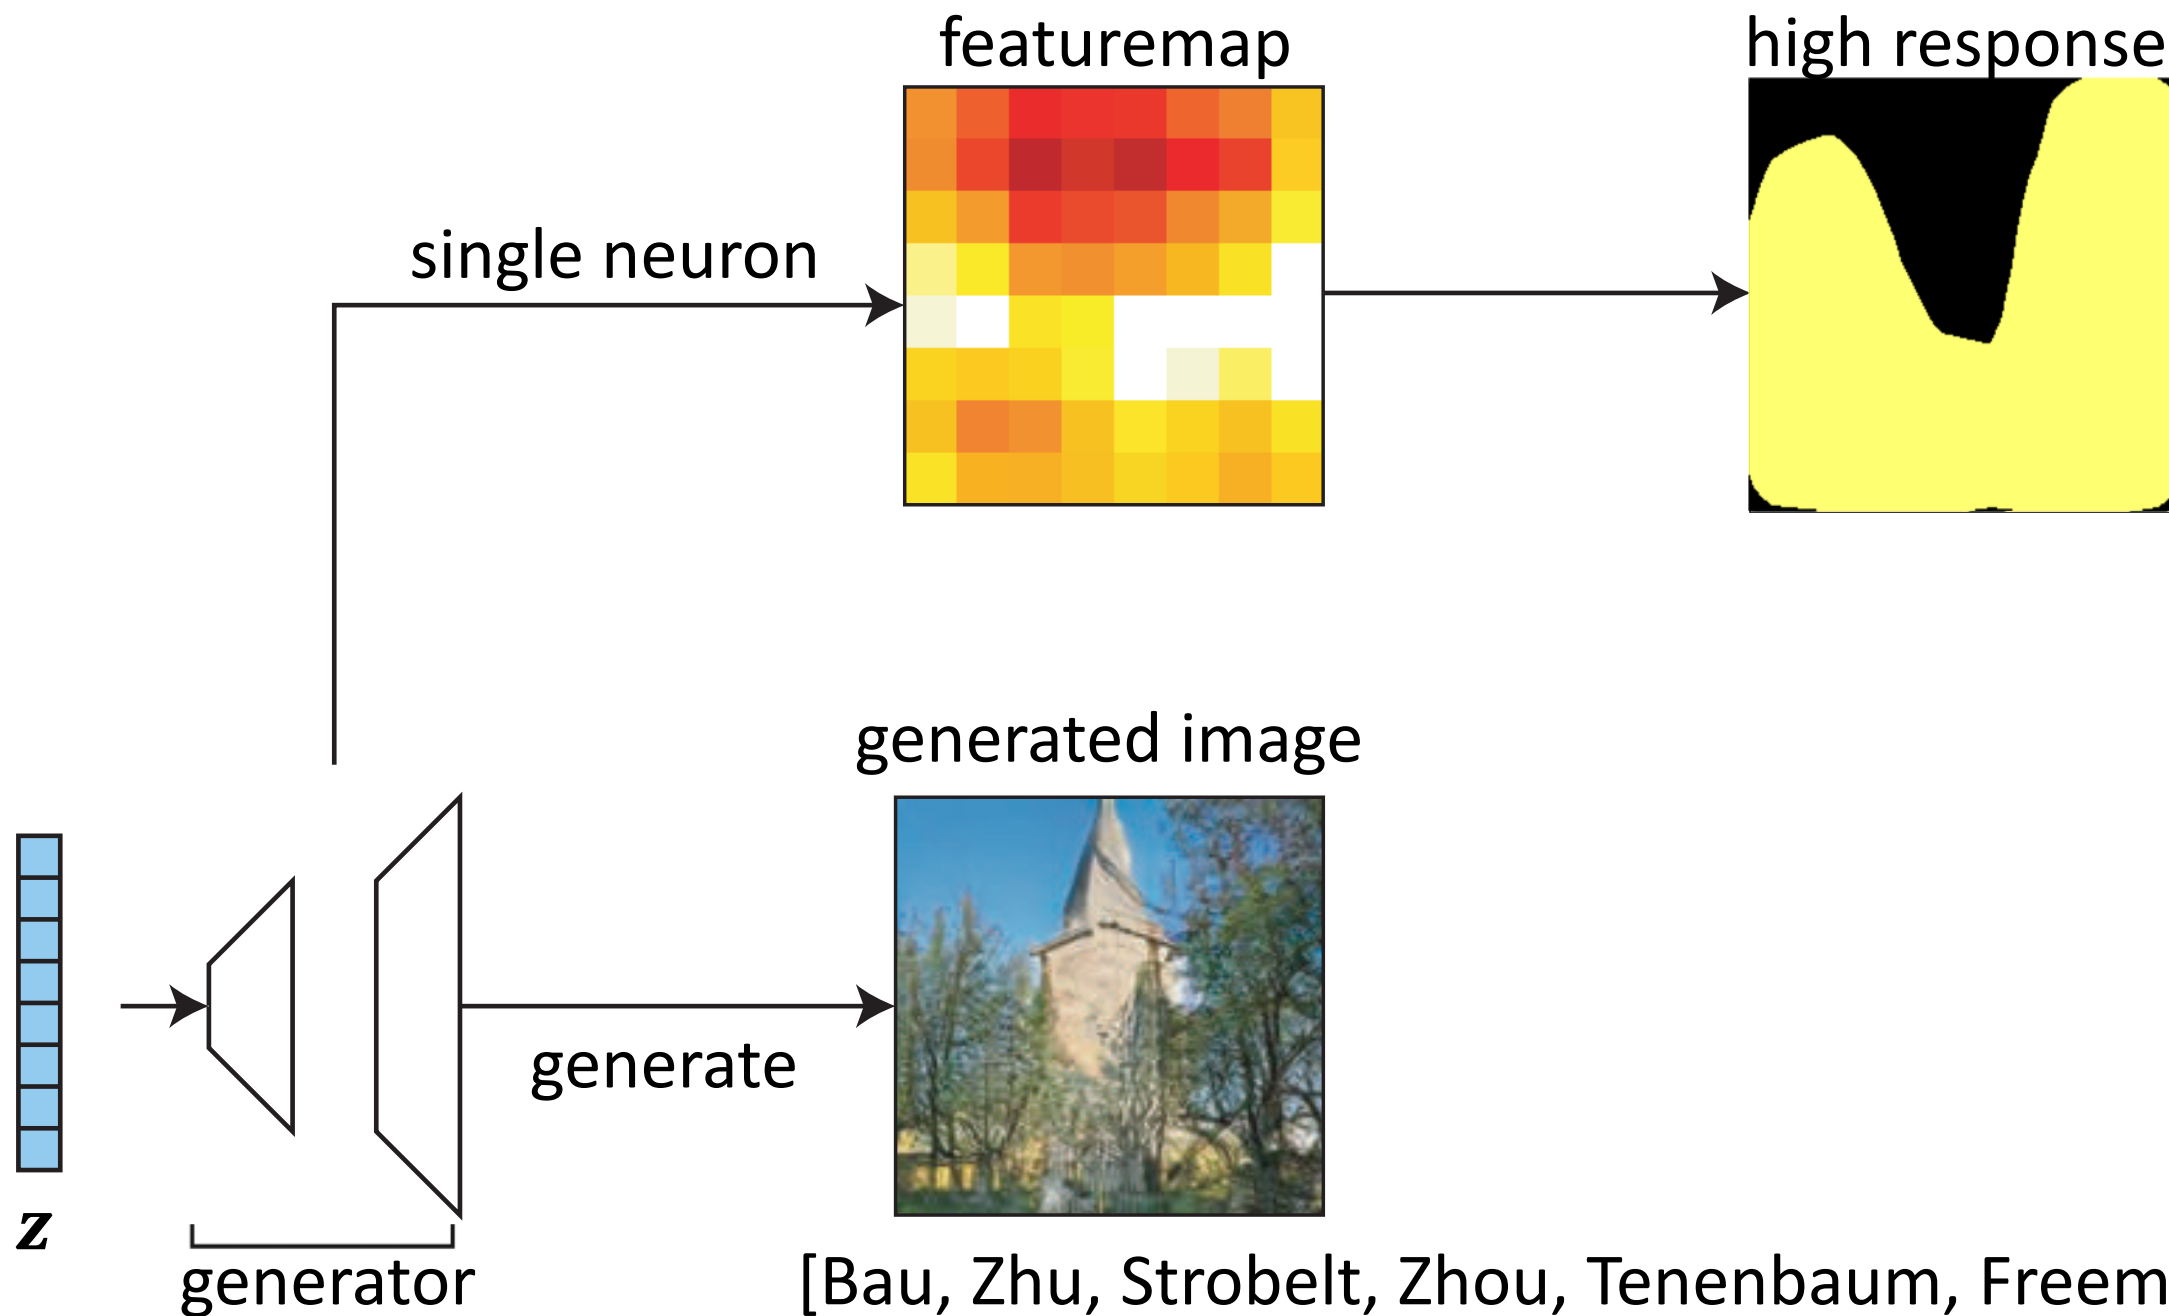 featuremap
high response
single neuron
generated image
generate
z
generator
[Bau, Zhu, Strobelt, Zhou, Tenenbaum, Freem